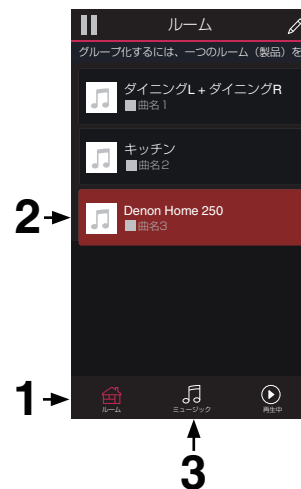 ルーム
グループ化するには、一つのルーム（製品）を
ダイニングL + ダイニングR
曲名1
キッチン
曲名2
2
Denon Home 250
曲名3
1
ルーム
ミュージック
再生中
3